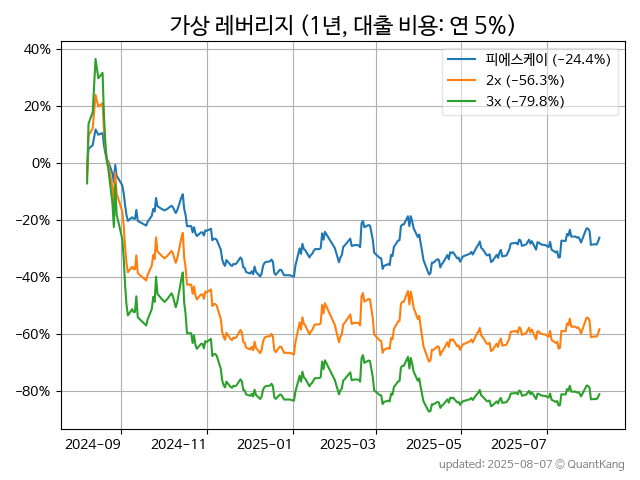 가상 레버리지 (1년, 대출 비용: 연 5%)
피에스케이 (−24.4%)
2x (−56.3%)
3x (−79.8%)
40%
20%
0%
−20%
−40%
−60%
−80%
2024-09 2024-11 2025-01 2025-03 2025-05 2025-07
updated: 2025-08-07 © QuantKang